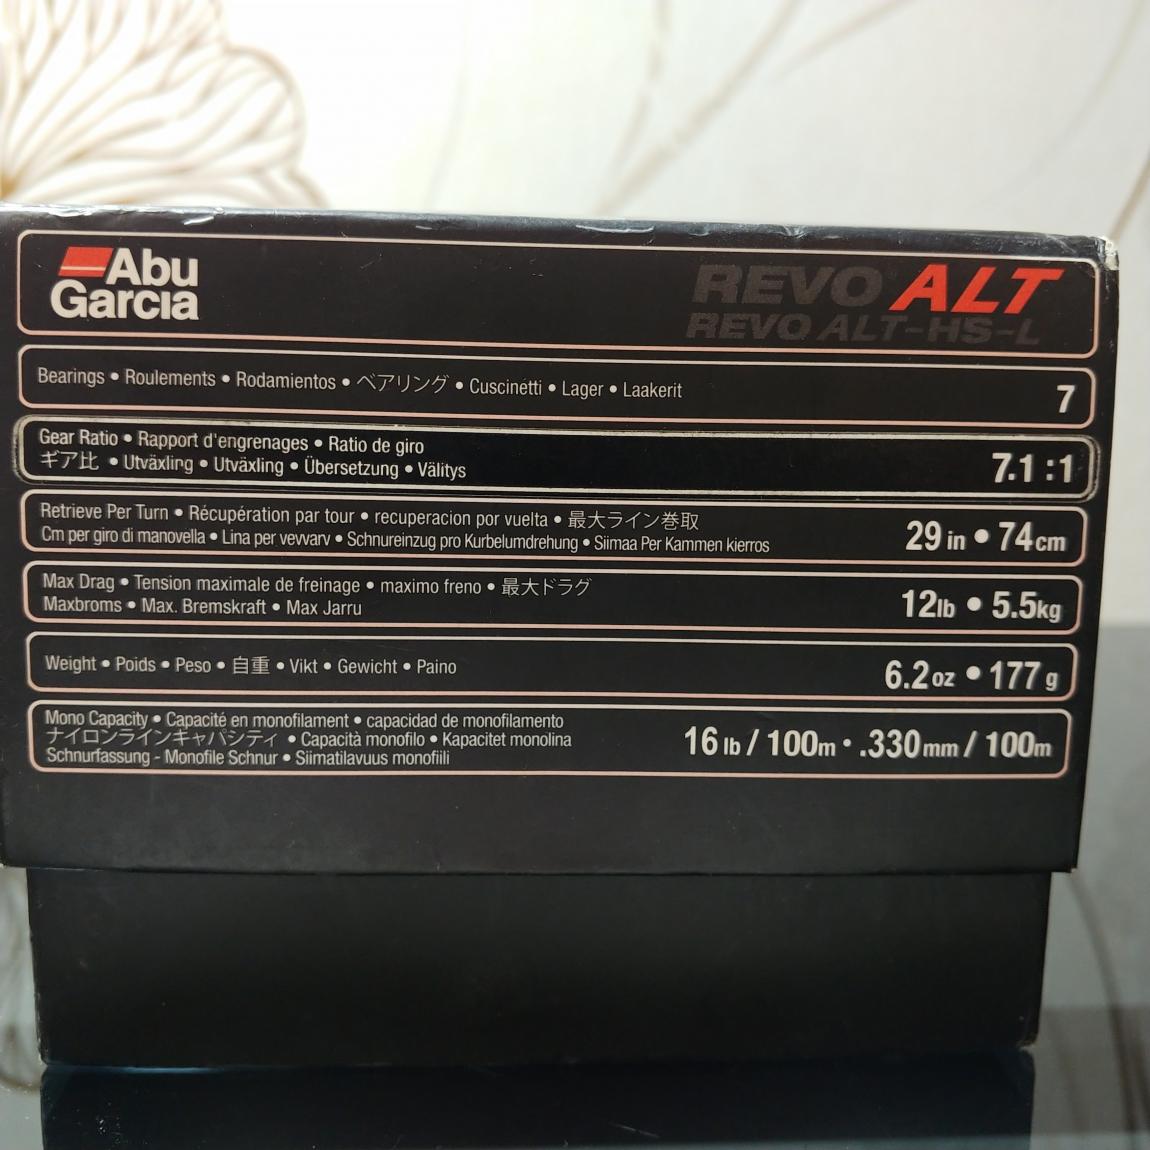 Abu
Garcia
REVO ALT
REVO ALT-HS-L
Bearings • Roulements • Rodamientos • ベアリング • Cuscinetti • Lager • Laakerit
7
Gear Ratio • Rapport d'engrenages • Ratio de giro
ギア比 • Utväxling • Utväxling • Übersetzung • Välitys
7.1:1
Retrieve Per Turn • Récupération par tour • recuperacion por vuelta • 最大ライン巻取
Cm per giro di manovella • Lina per vevvarv • Schnureinzug pro Kurbelumdrehung • Siimaa Per Kammen kierros
29 in • 74 cm
Max Drag • Tension maximale de freinage • maximo freno • 最大ドラグ
Maxbroms • Max. Bremskraft • Max Jarru
12lb • 5.5kg
Weight • Poids • Peso • 自重 • Vikt • Gewicht • Paino
6.2 oz • 177 g
Mono Capacity • Capacité en monofilament • capacidad de monofilamento
ナイロンラインキャパシティ • Capacità monofilo • Kapacitet monolina
Schnurfassung - Monofile Schnur • Siimatilavuus monofiili
16 lb / 100m • .330mm / 100m